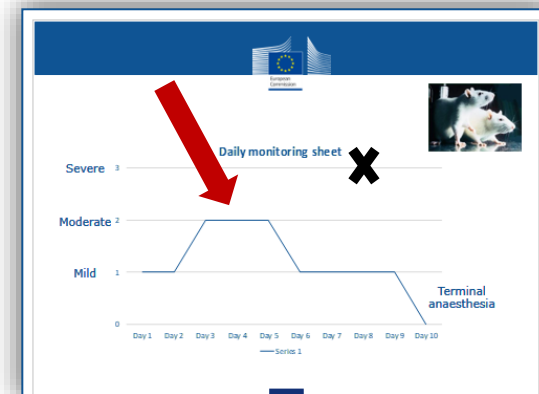 European
Commission
Daily monitoring sheet
Severe 3
Moderate 2
Mild 1
0
Terminal
anaesthesia
Day 1 Day 2 Day 3 Day 4 Day 5 Day 6 Day 7 Day 8 Day 9 Day 10
Series 1